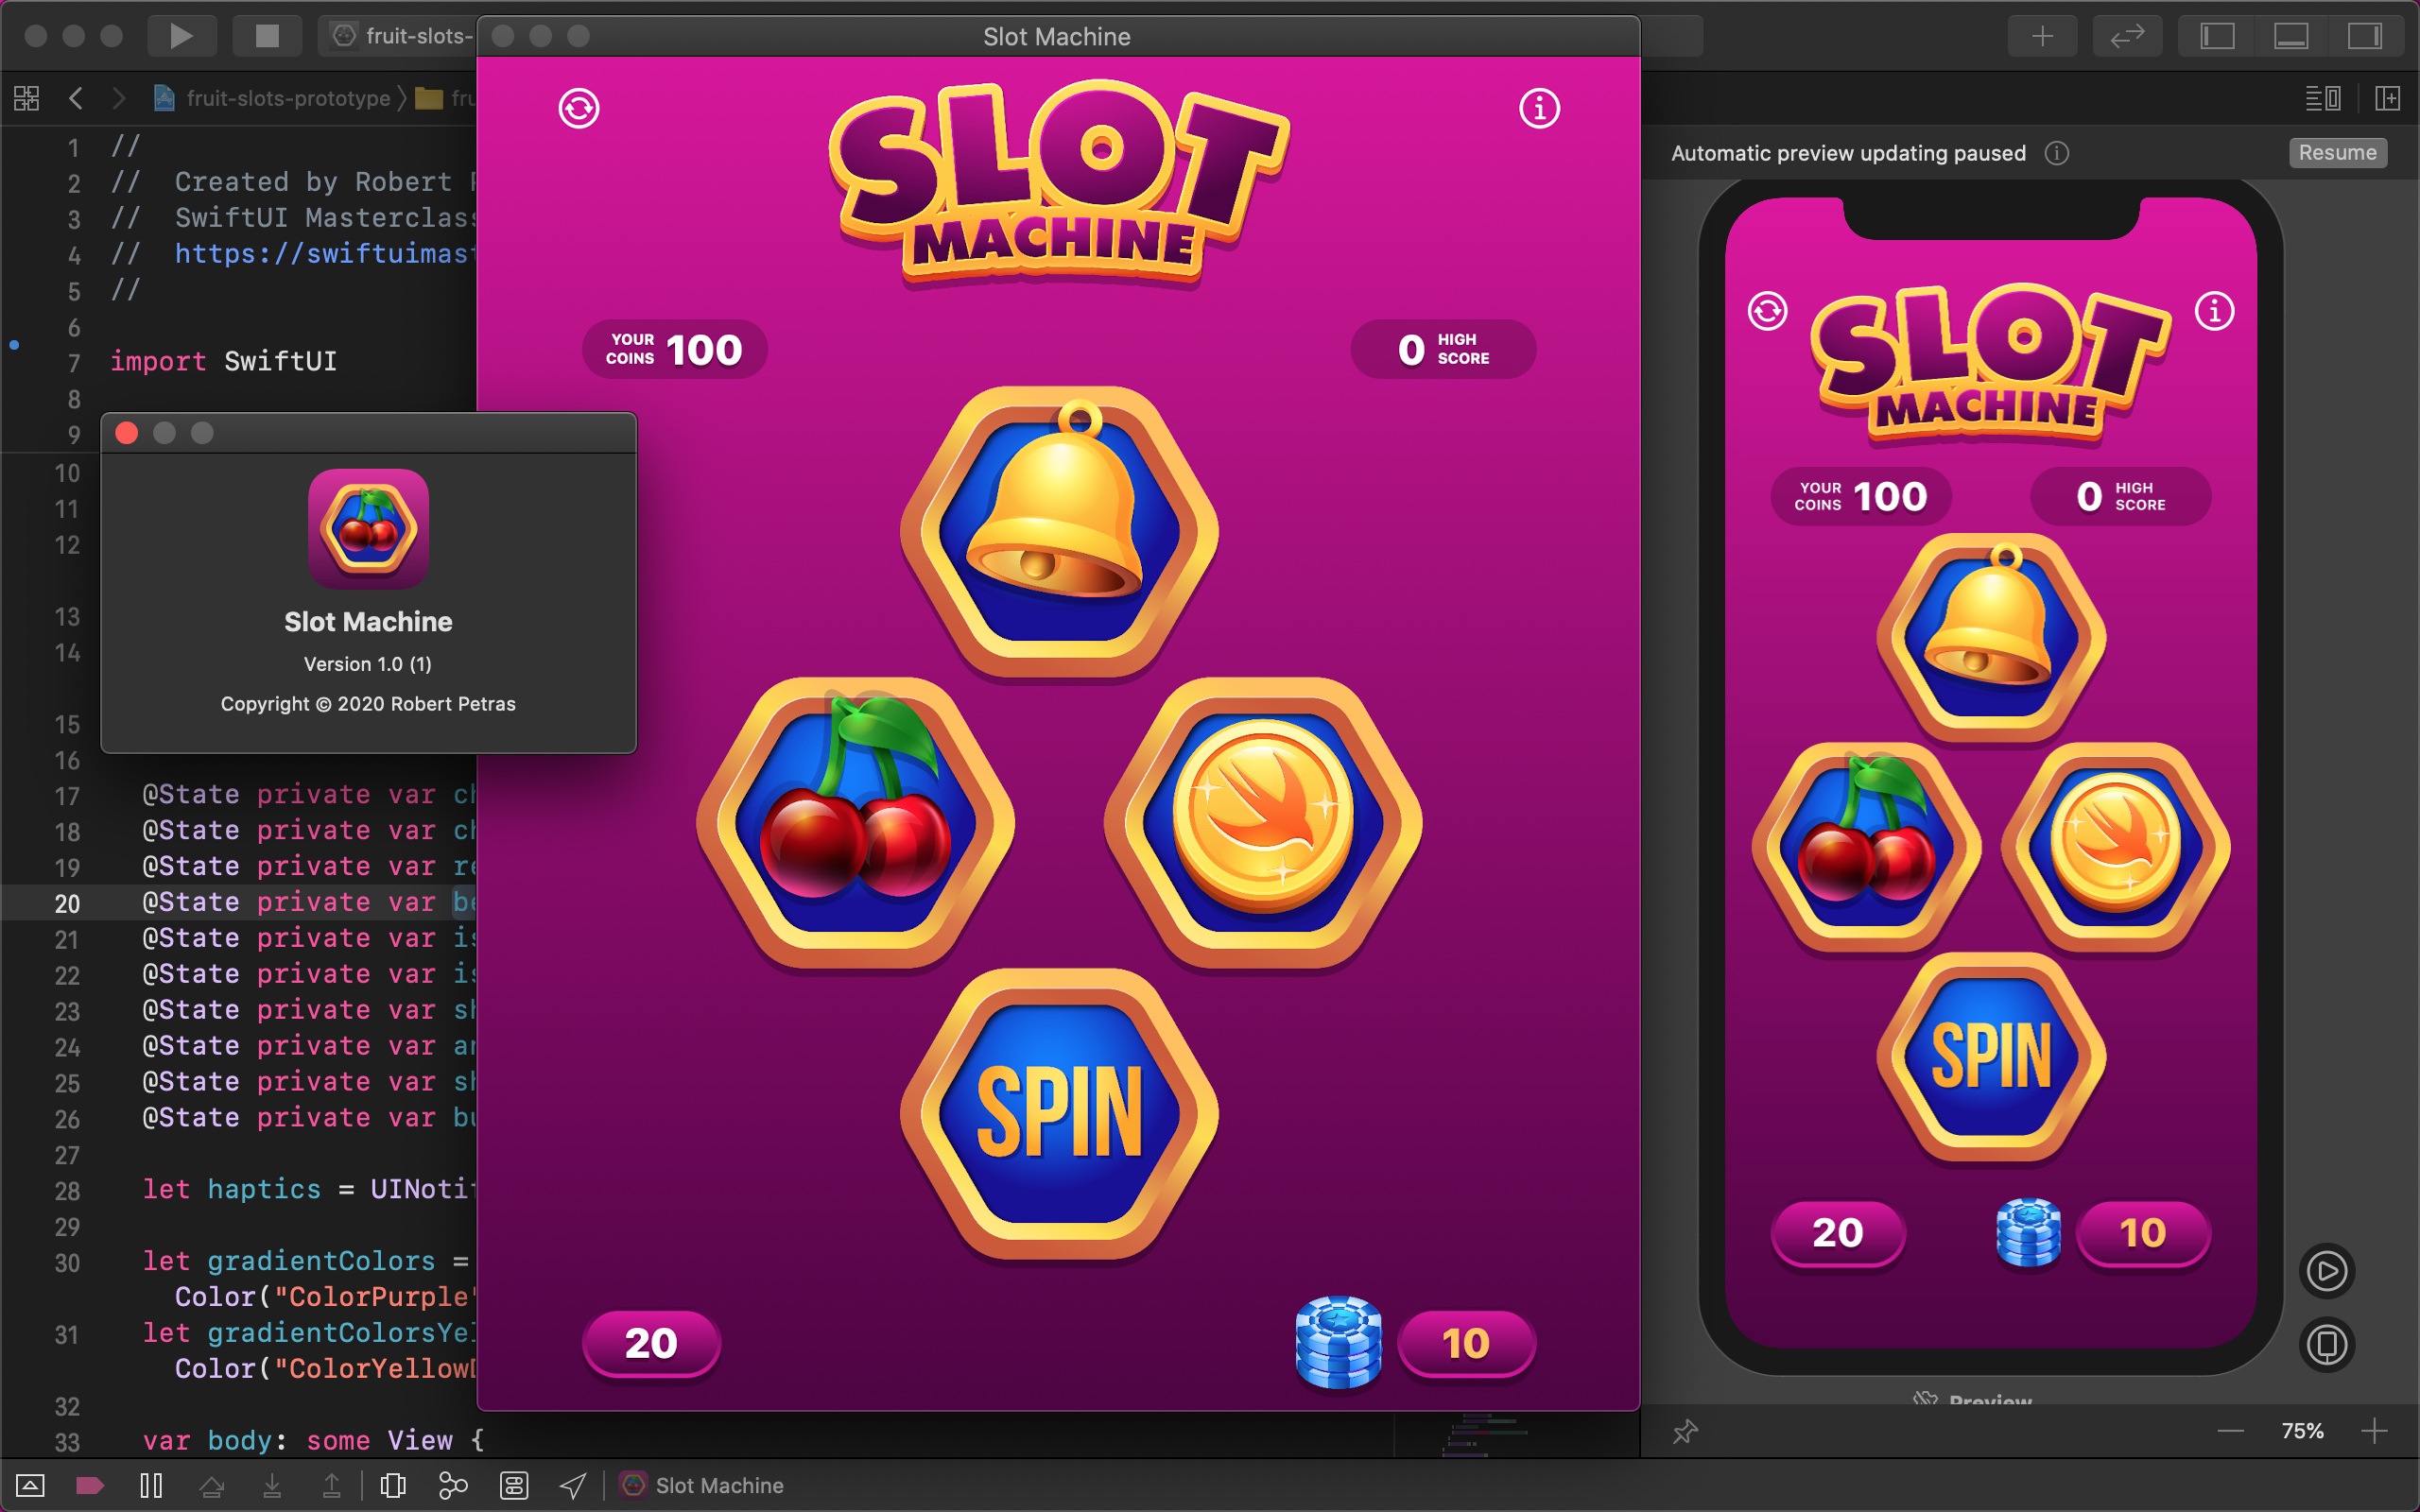 fruit-slots-
Slot Machine
fruit-slots-prototype
Automatic preview updating paused
Resume
1 //
2 // Created by Robert
3 // SwiftUI Masterclass
4 // https://swiftuimast
5 //
6
7 import SwiftUI
8
9
10
11
12
13
14
15
16
17 @State private var ch
18 @State private var ch
19 @State private var re
20 @State private var be
21 @State private var is
22 @State private var is
23 @State private var sh
24 @State private var an
25 @State private var sh
26 @State private var bu
27
28 let haptics = UINotif
29
30 let gradientColors =
Color("ColorPurple"
31 let gradientColorsYel
Color("ColorYellow
32
33 var body: some View {
Slot Machine
Version 1.0 (1)
Copyright © 2020 Robert Petras
SLOT
MACHINE
YOUR COINS 100
0 HIGH SCORE
SPIN
20
10
SLOT
MACHINE
YOUR COINS 100
0 HIGH SCORE
SPIN
20
10
Preview
75%
Slot Machine